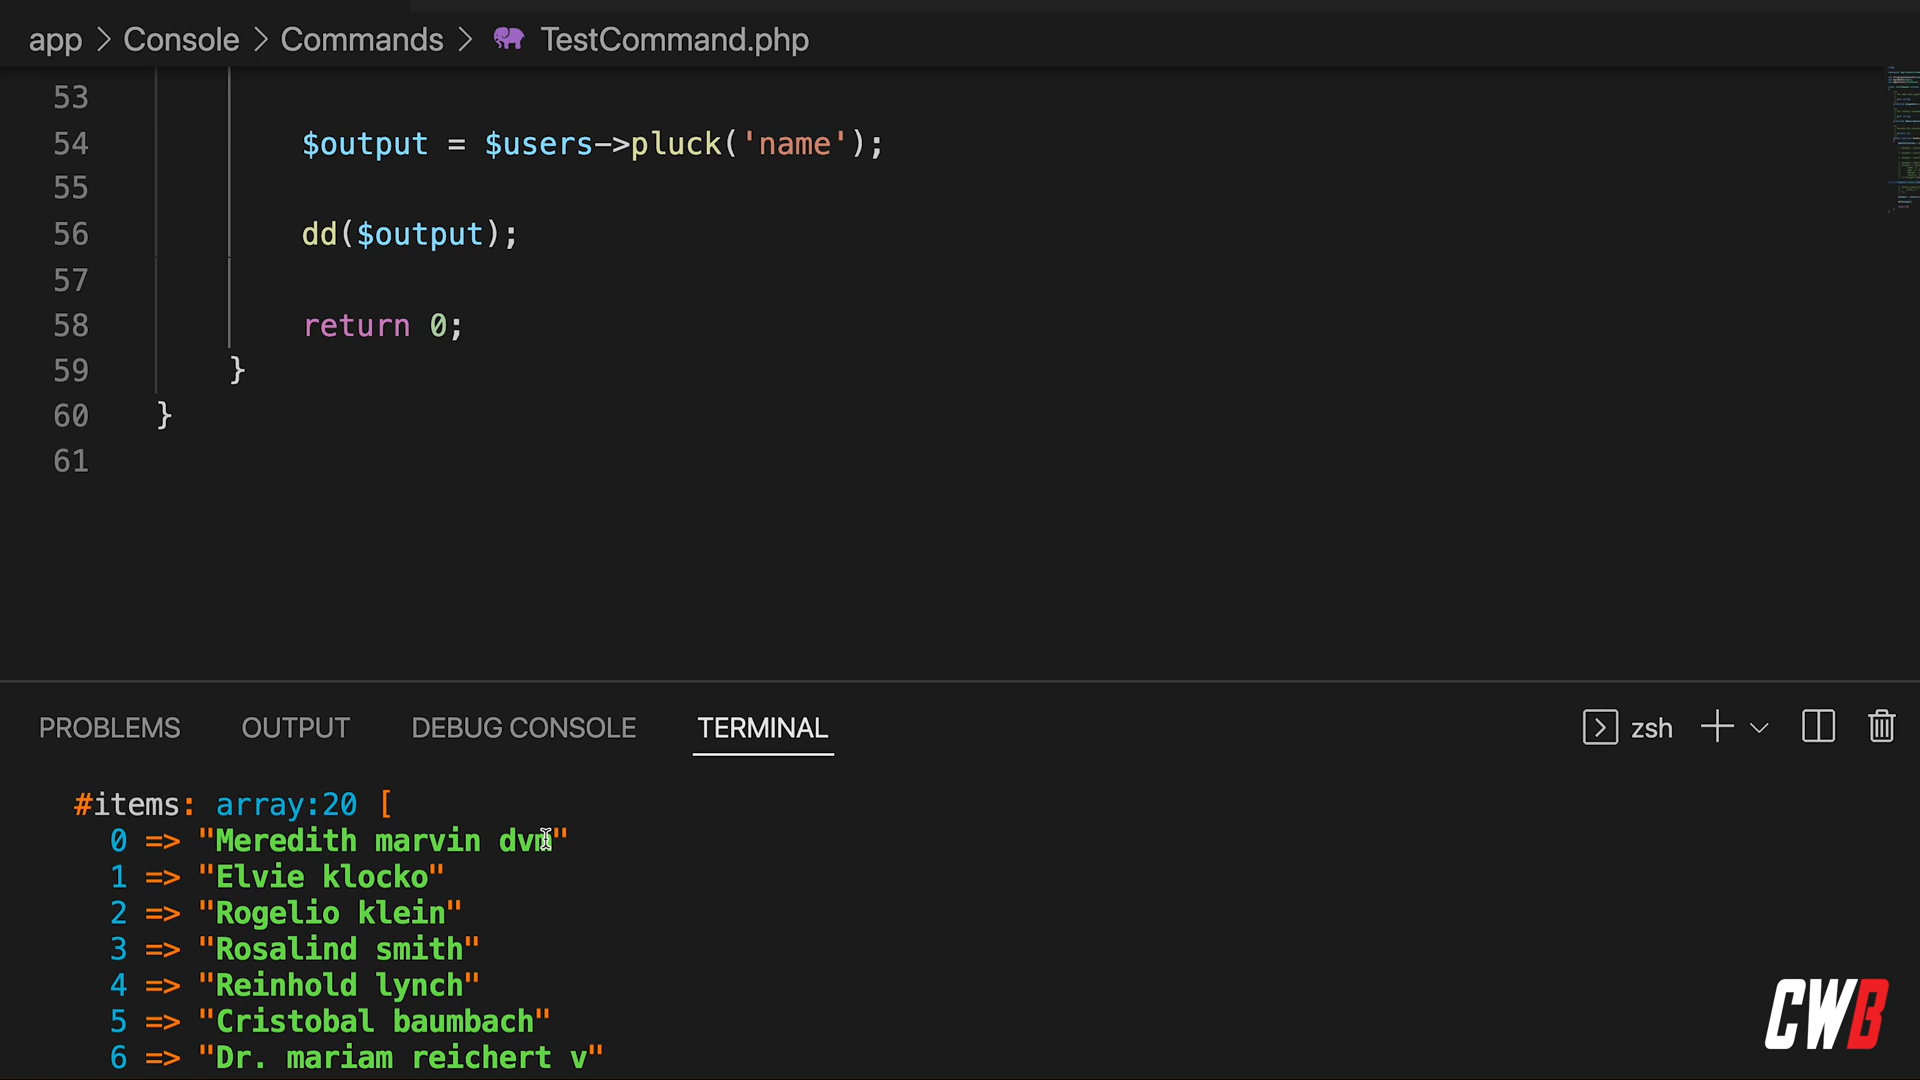 app > Console > Commands > TestCommand.php
53
54 $output = $users->pluck('name');
55
56 dd($output);
57
58 return 0;
59 }
60 }
61
PROBLEMS OUTPUT DEBUG CONSOLE TERMINAL zsh
#items: array:20 [
0 => "Meredith marvin dvm"
1 => "Elvie klocko"
2 => "Rogelio klein"
3 => "Rosalind smith"
4 => "Reinhold lynch"
5 => "Cristobal baumbach"
6 => "Dr. mariam reichert v"
CWB